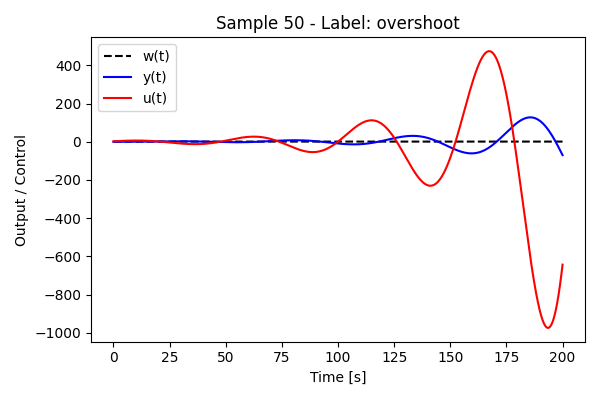 Sample 50 - Label: overshoot
w(t)
y(t)
u(t)
Output / Control
400
200
0
−200
−400
−600
−800
−1000
0 25 50 75 100 125 150 175 200
Time [s]